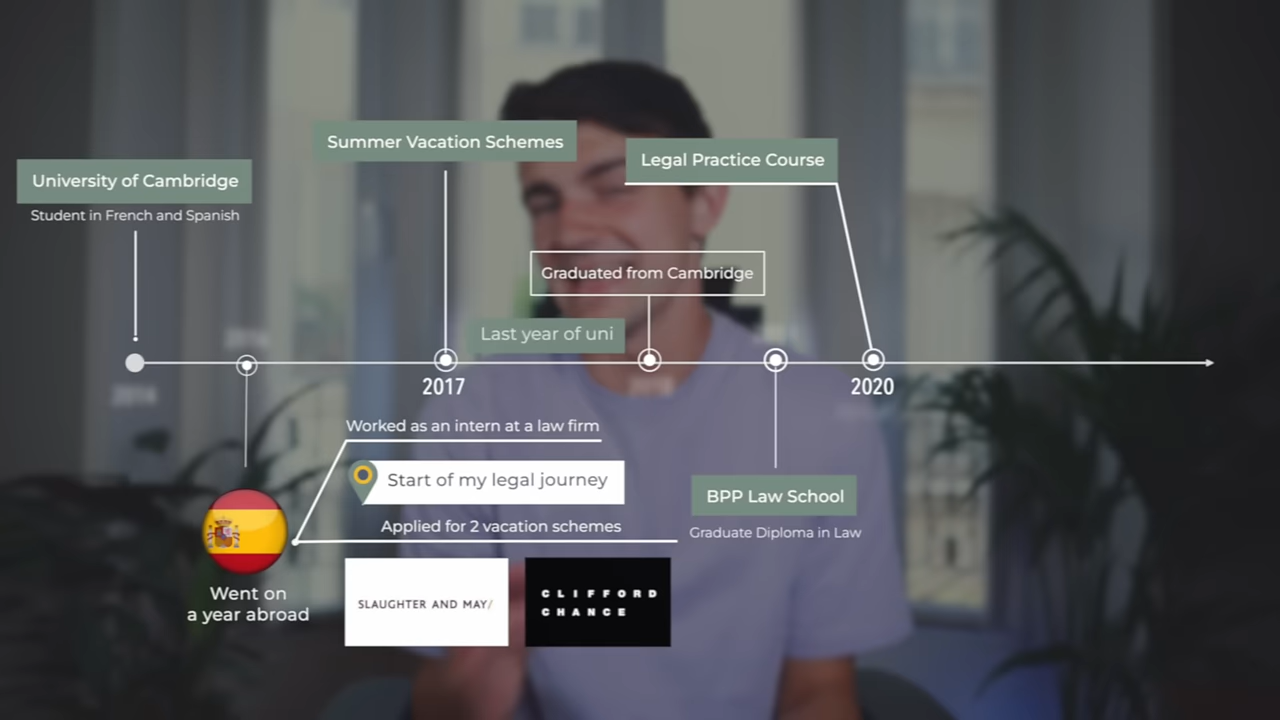 University of Cambridge
Student in French and Spanish
Summer Vacation Schemes
Legal Practice Course
Graduated from Cambridge
Last year of uni
2017
2020
Went on
a year abroad
Worked as an intern at a law firm
Start of my legal journey
Applied for 2 vacation schemes
SLAUGHTER AND MAY/
CLIFFORD
CHANCE
BPP Law School
Graduate Diploma in Law